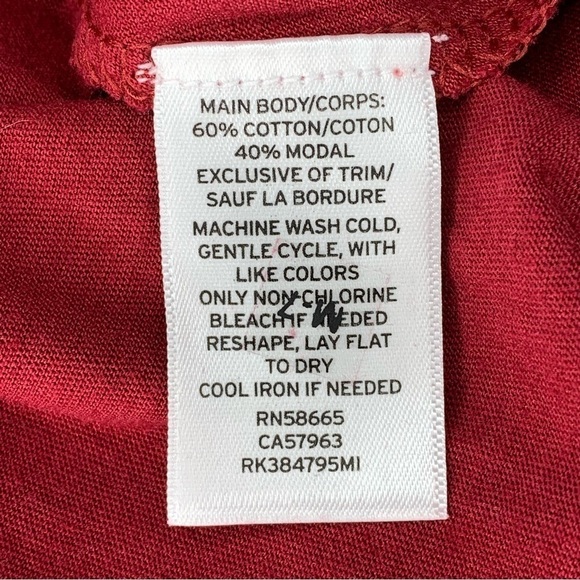 MAIN BODY/CORPS:
60% COTTON/COTON
40% MODAL
EXCLUSIVE OF TRIM/
SAUF LA BORDURE
MACHINE WASH COLD,
GENTLE CYCLE, WITH
LIKE COLORS
ONLY NON-CHLORINE
BLEACH IF NEEDED
RESHAPE, LAY FLAT
TO DRY
COOL IRON IF NEEDED
RN58665
CA57963
RK384795MI